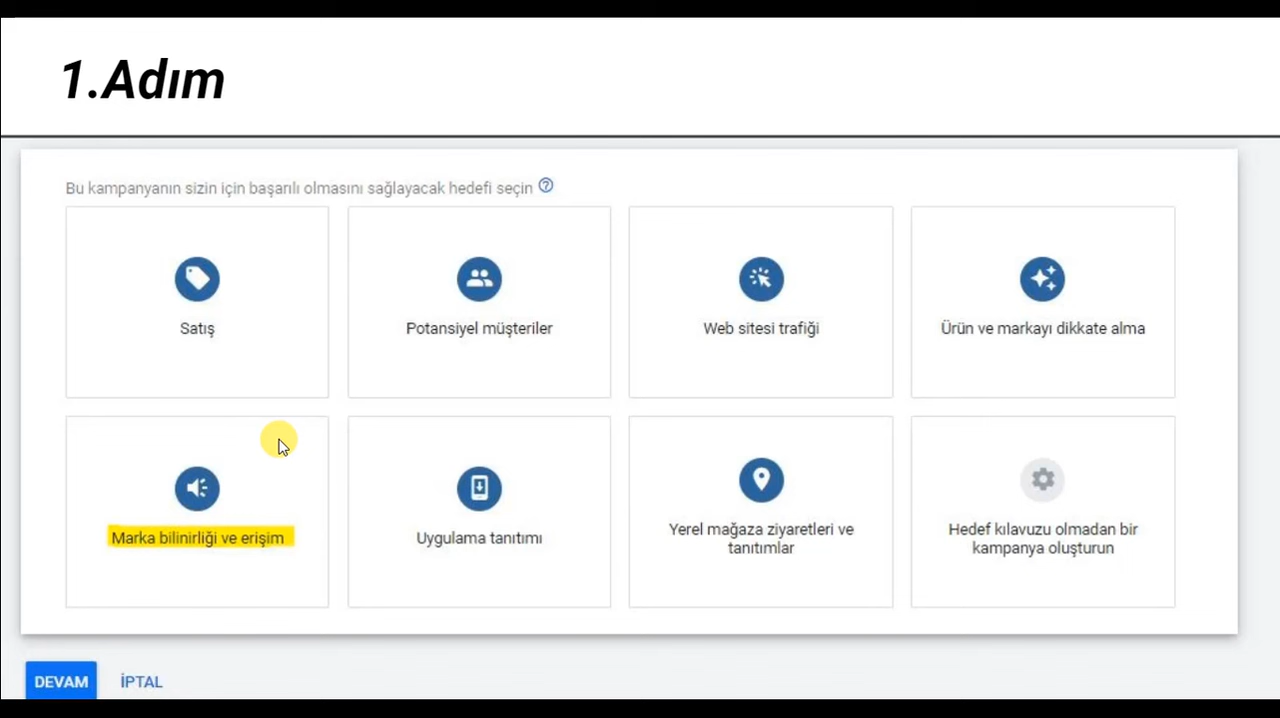 1.Adım
Bu kampanyanın sizin için başarılı olmasını sağlayacak hedefi seçin
Satış
Potansiyel müşteriler
Web sitesi trafiği
Ürün ve markayı dikkate alma
Marka bilinirliği ve erişim
Uygulama tanıtımı
Yerel mağaza ziyaretleri ve
tanıtımlar
Hedef kılavuzu olmadan bir
kampanya oluşturun
DEVAM
İPTAL